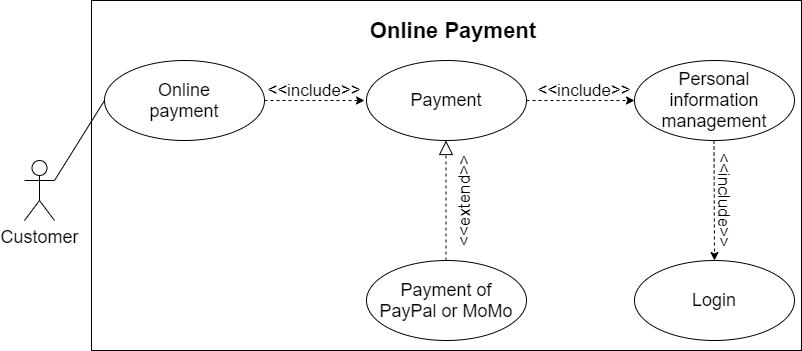 Online Payment
Online
payment
<<include>>
Payment
<<include>>
Personal
information
management
<<extend>>
<<include>>
Customer
Payment of
PayPal or MoMo
Login